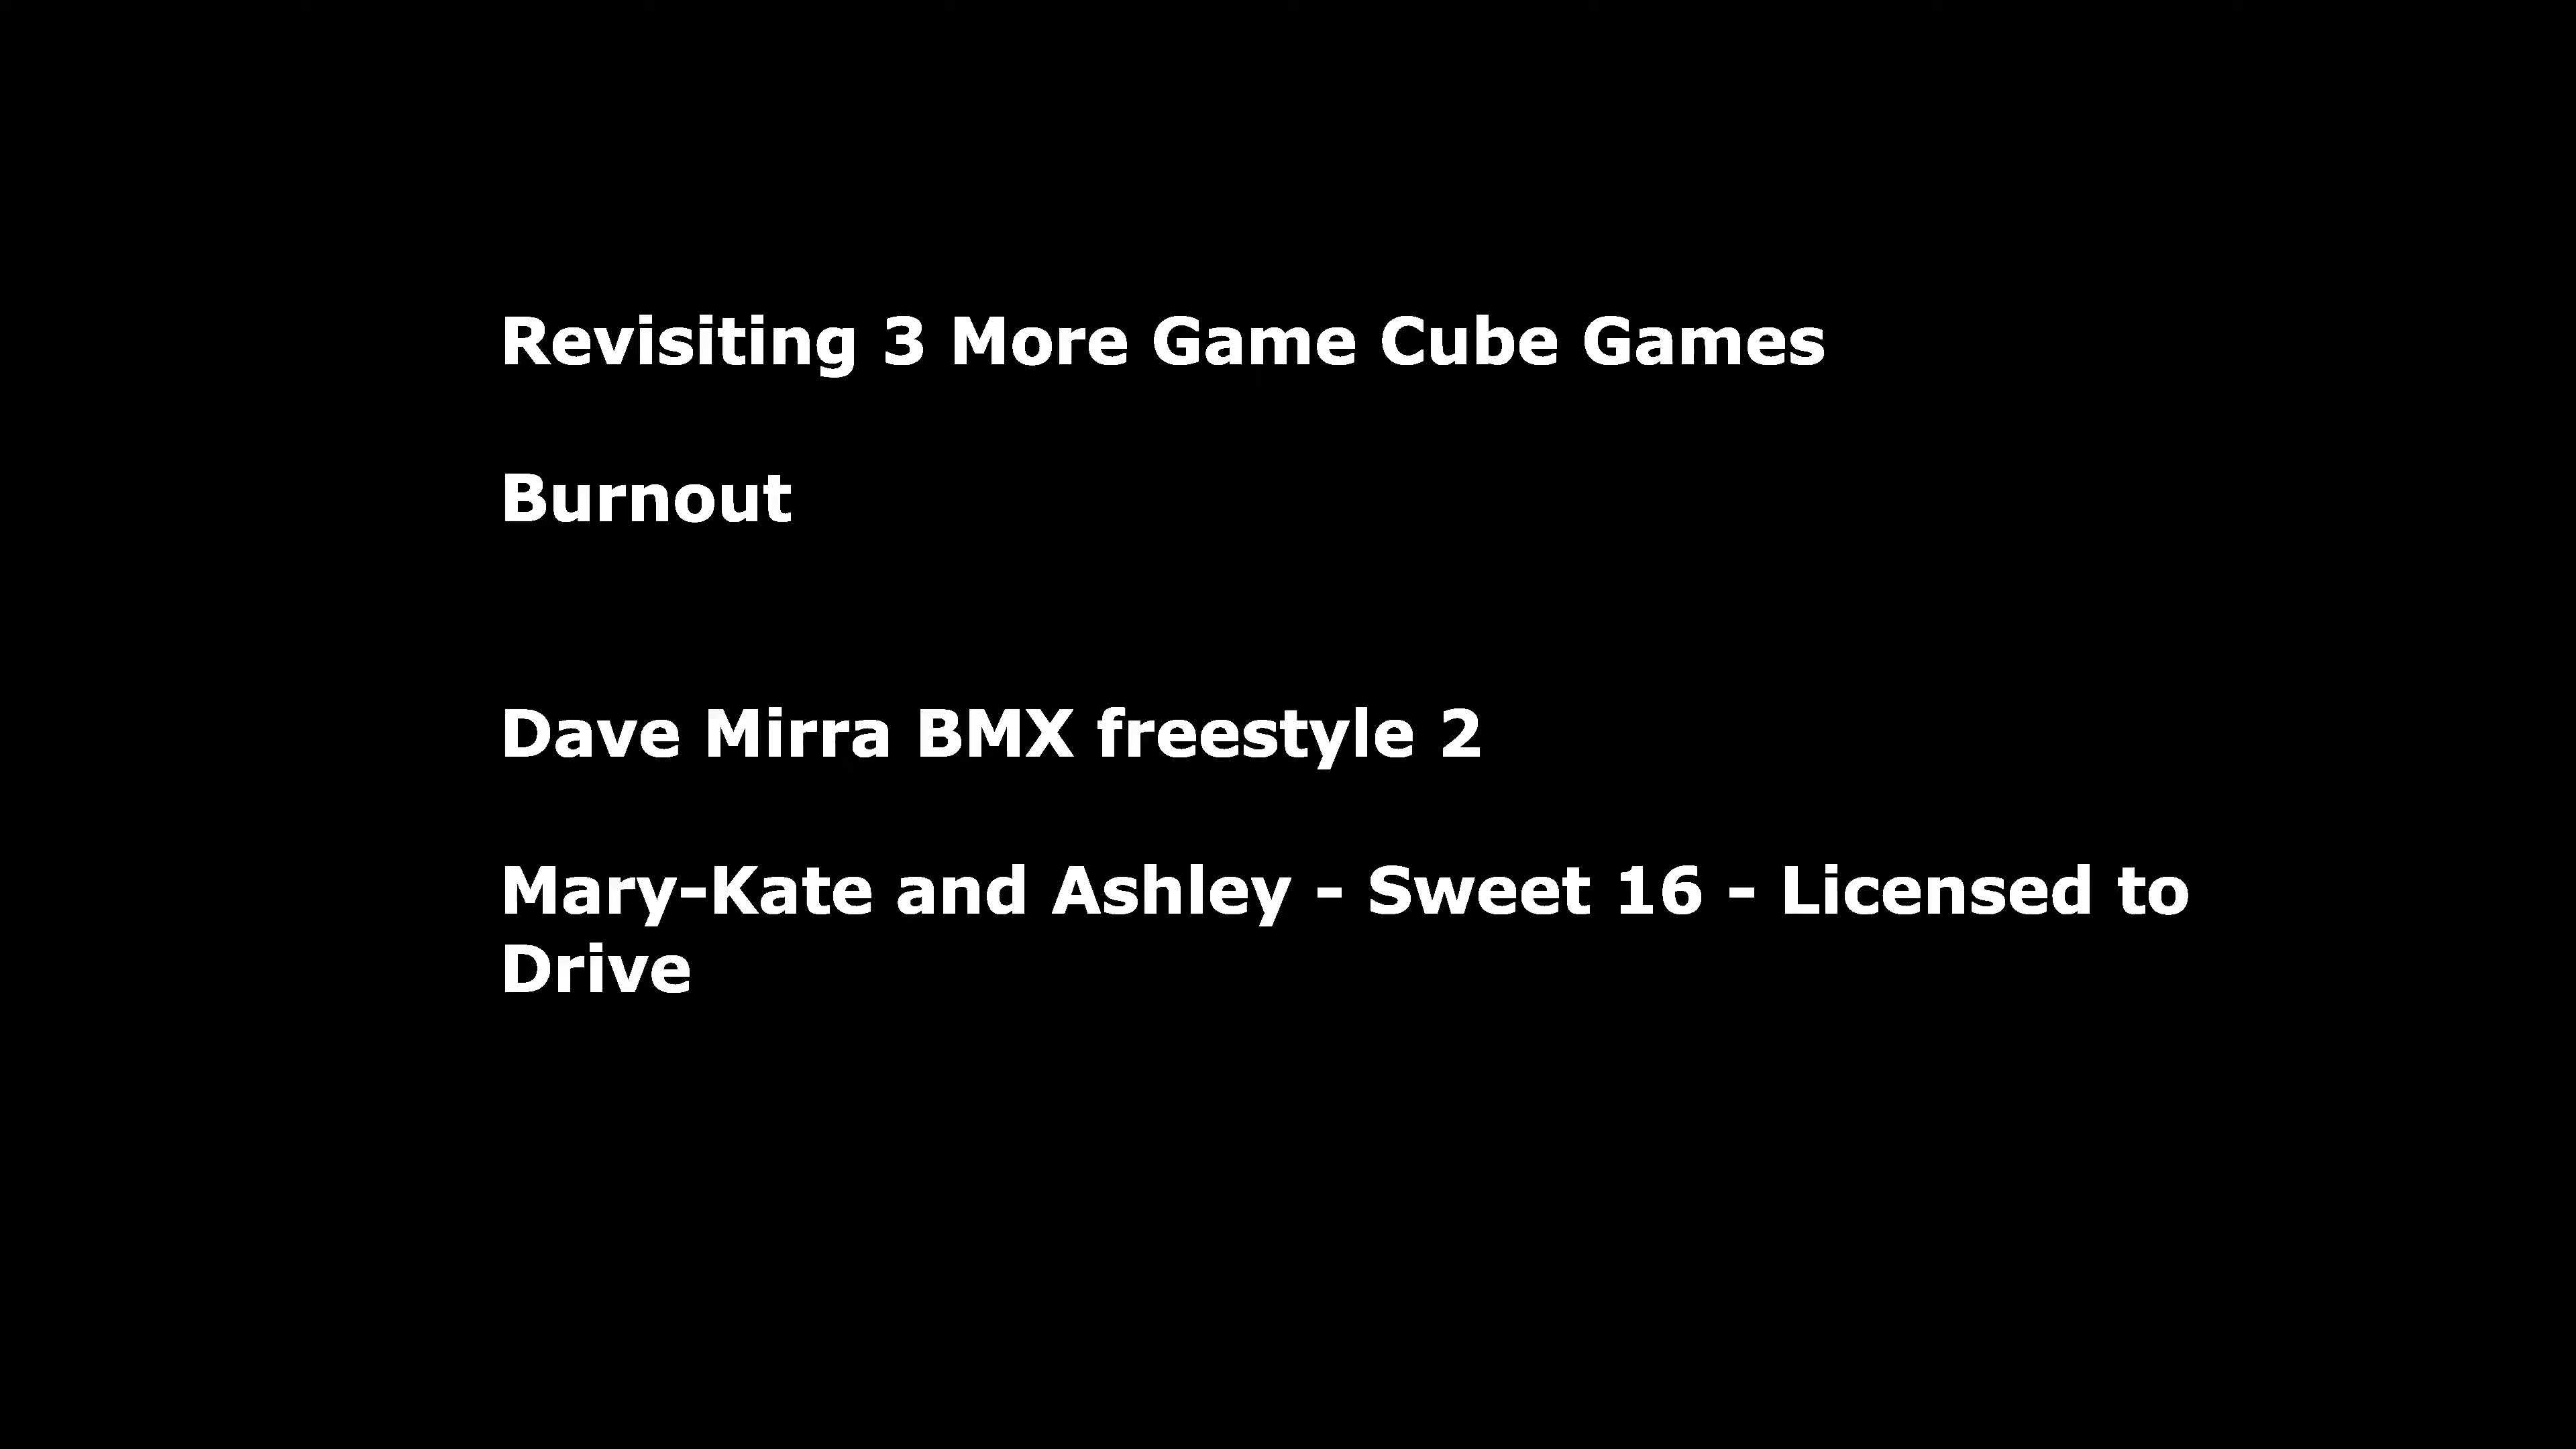 Revisiting 3 More Game Cube Games
Burnout
Dave Mirra BMX freestyle 2
Mary-Kate and Ashley - Sweet 16 - Licensed to
Drive